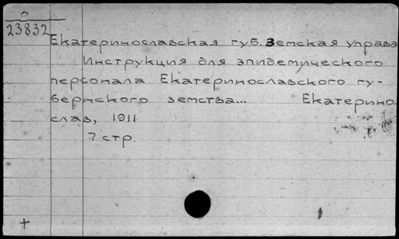 23832
Екатеринославская губ. Земская управа
Инструкция для эпидемического
персонала Екатеринославского гу-
бернского земства... Екатерино
слав, 1911
7 стр.
+